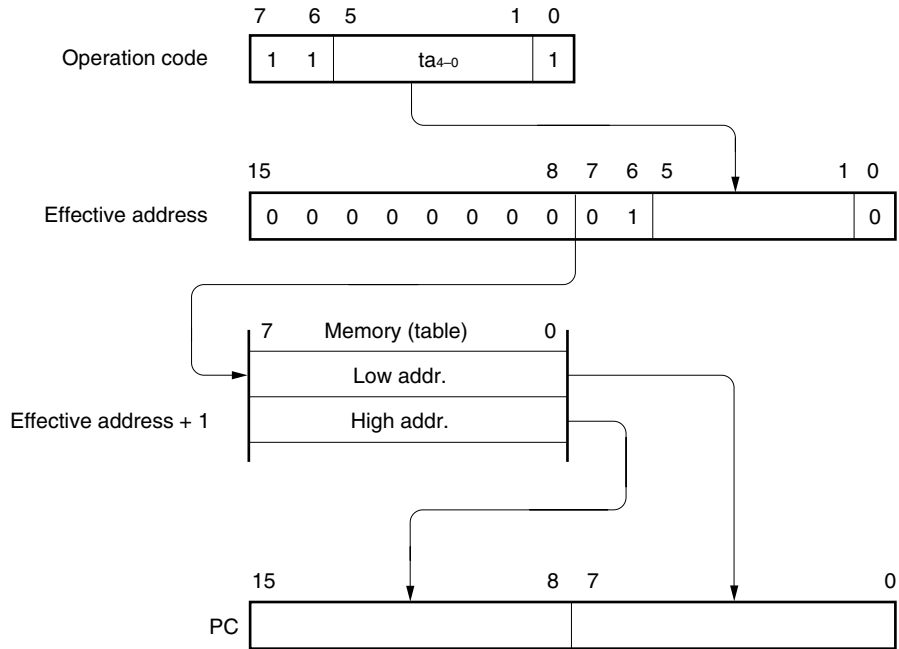 7 6 5 1 0
Operation code 1 1 ta4–0 1
15 8 7 6 5 1 0
Effective address 0 0 0 0 0 0 0 0 0 1 0
7 Memory (table) 0
Low addr.
Effective address + 1 High addr.
15 8 7 0
PC